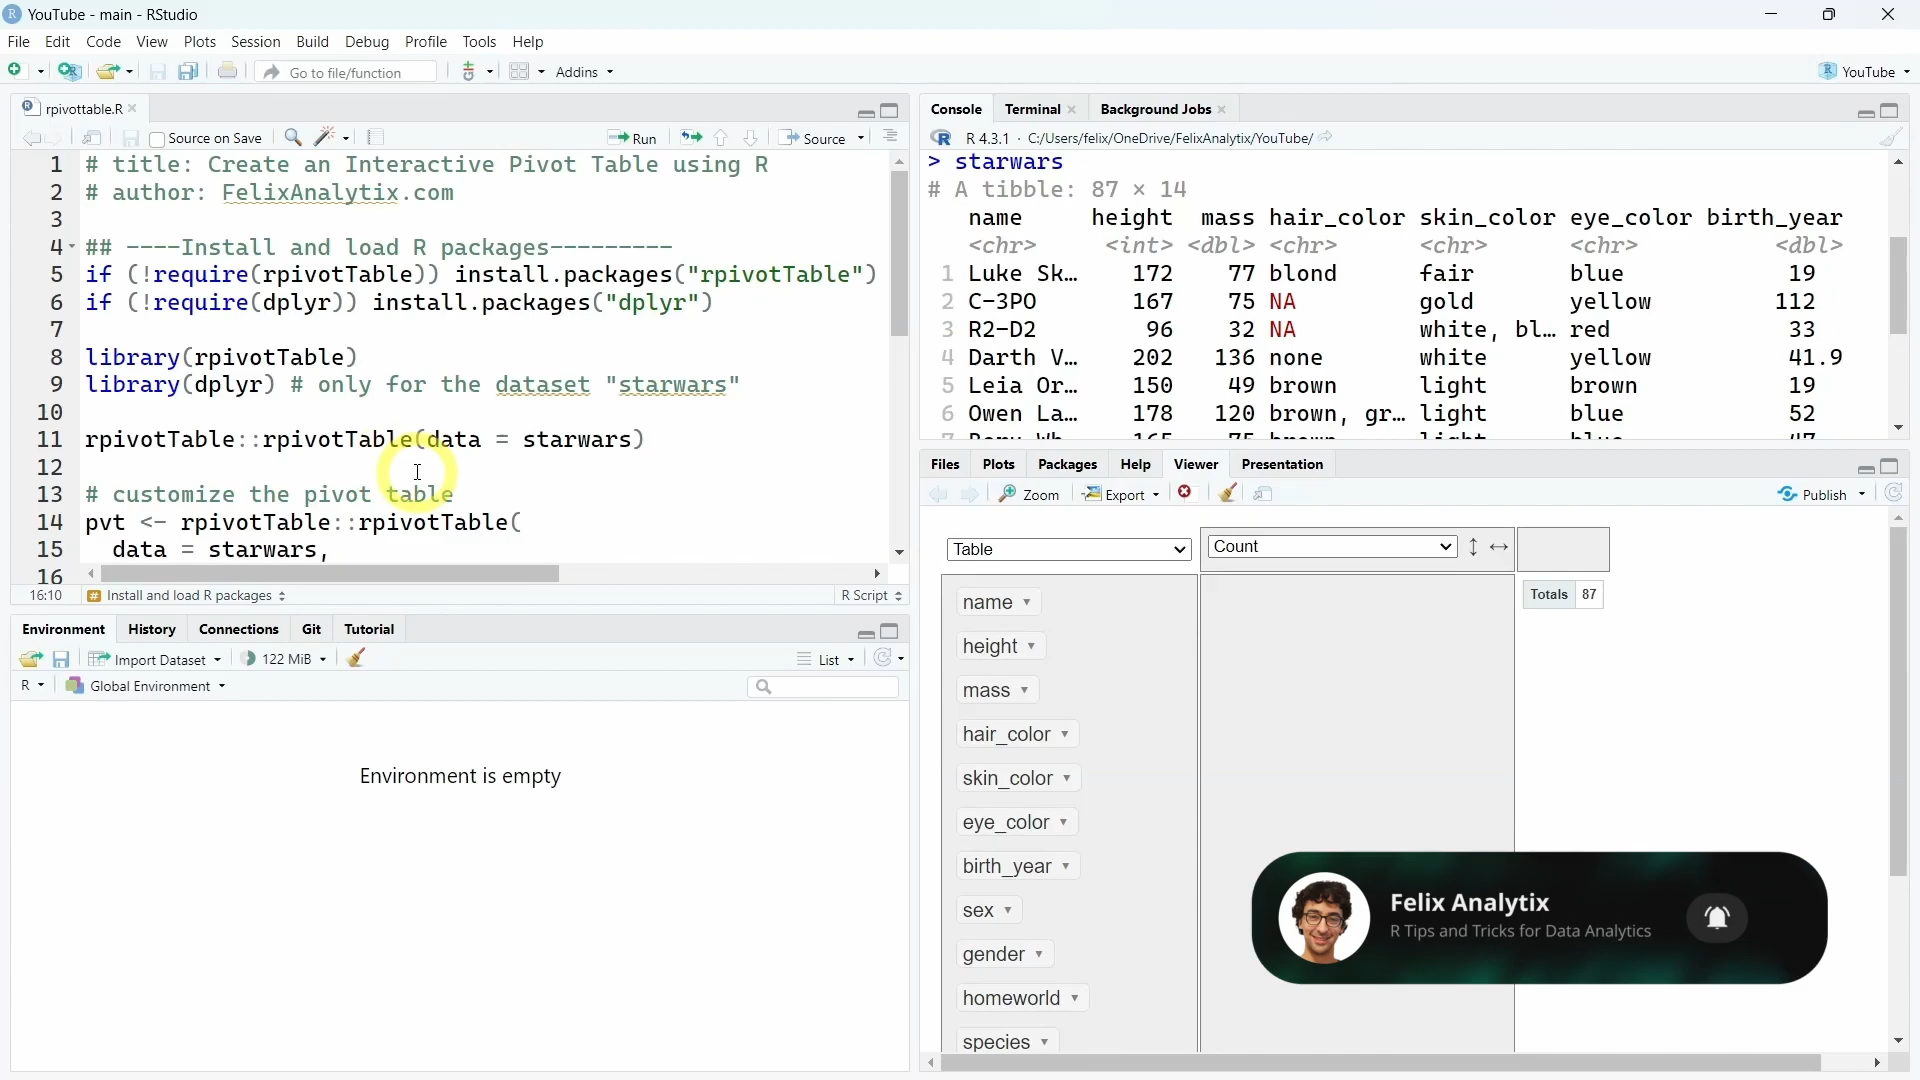 YouTube - main - RStudio
File Edit Code View Plots Session Build Debug Profile Tools Help
Go to file/function Addins YouTube
rpivottable.R
Source on Save Run Source
1 # title: Create an Interactive Pivot Table using R
2 # author: FelixAnalytix.com
3
4 ## ----Install and load R packages---------
5 if (!require(rpivotTable)) install.packages("rpivotTable")
6 if (!require(dplyr)) install.packages("dplyr")
7
8 library(rpivotTable)
9 library(dplyr) # only for the dataset "starwars"
10
11 rpivotTable::rpivotTable(data = starwars)
12
13 # customize the pivot table
14 pvt <- rpivotTable::rpivotTable(
15 data = starwars,
16
16:10 Install and load R packages R Script
Environment History Connections Git Tutorial
Import Dataset 122 MiB List
R Global Environment
Environment is empty
Console Terminal Background Jobs
R 4.3.1 · C:/Users/felix/OneDrive/FelixAnalytix/YouTube/
> starwars
# A tibble: 87 × 14
name height mass hair_color skin_color eye_color birth_year
<chr> <int> <dbl> <chr> <chr> <chr> <dbl>
1 Luke Sk… 172 77 blond fair blue 19
2 C-3PO 167 75 NA gold yellow 112
3 R2-D2 96 32 NA white, bl… red 33
4 Darth V… 202 136 none white yellow 41.9
5 Leia Or… 150 49 brown light brown 19
6 Owen La… 178 120 brown, gr… light blue 52
Files Plots Packages Help Viewer Presentation
Zoom Export Publish
Table Count
Totals 87
name
height
mass
hair_color
skin_color
eye_color
birth_year
sex
gender
homeworld
species
Felix Analytix
R Tips and Tricks for Data Analytics